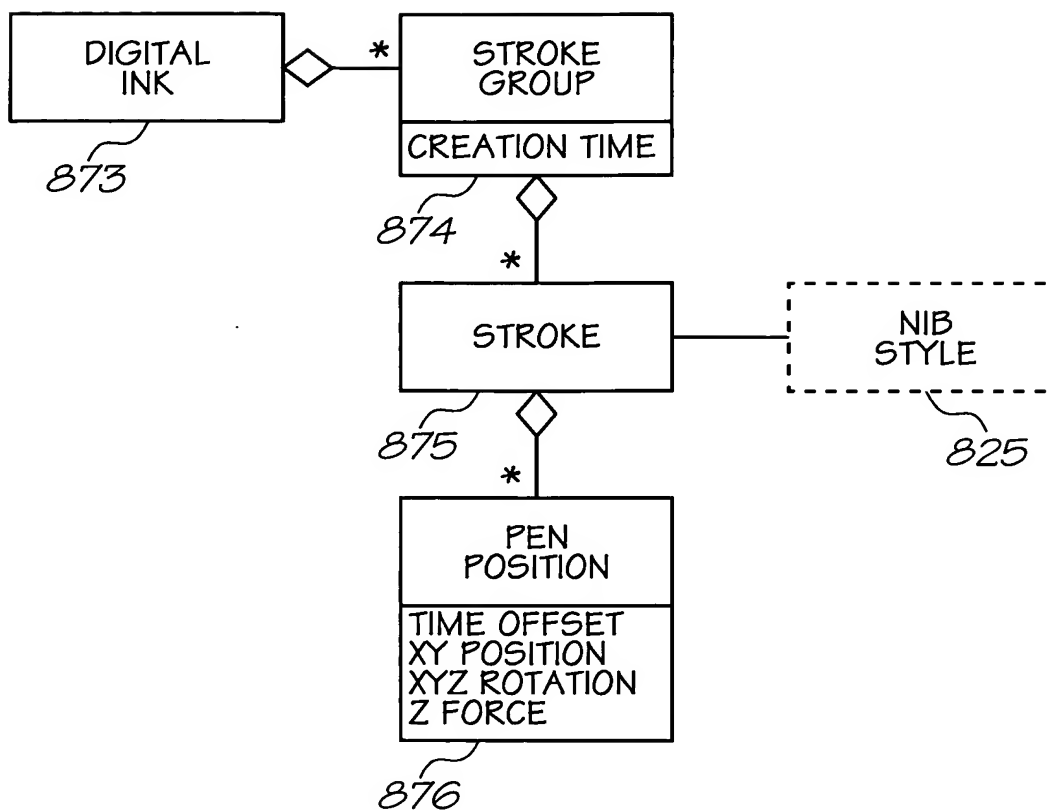 DIGITAL
INK
873
*
STROKE
GROUP
CREATION TIME
874
*
STROKE
875
NIB
STYLE
825
*
PEN
POSITION
TIME OFFSET
XY POSITION
XYZ ROTATION
Z FORCE
876